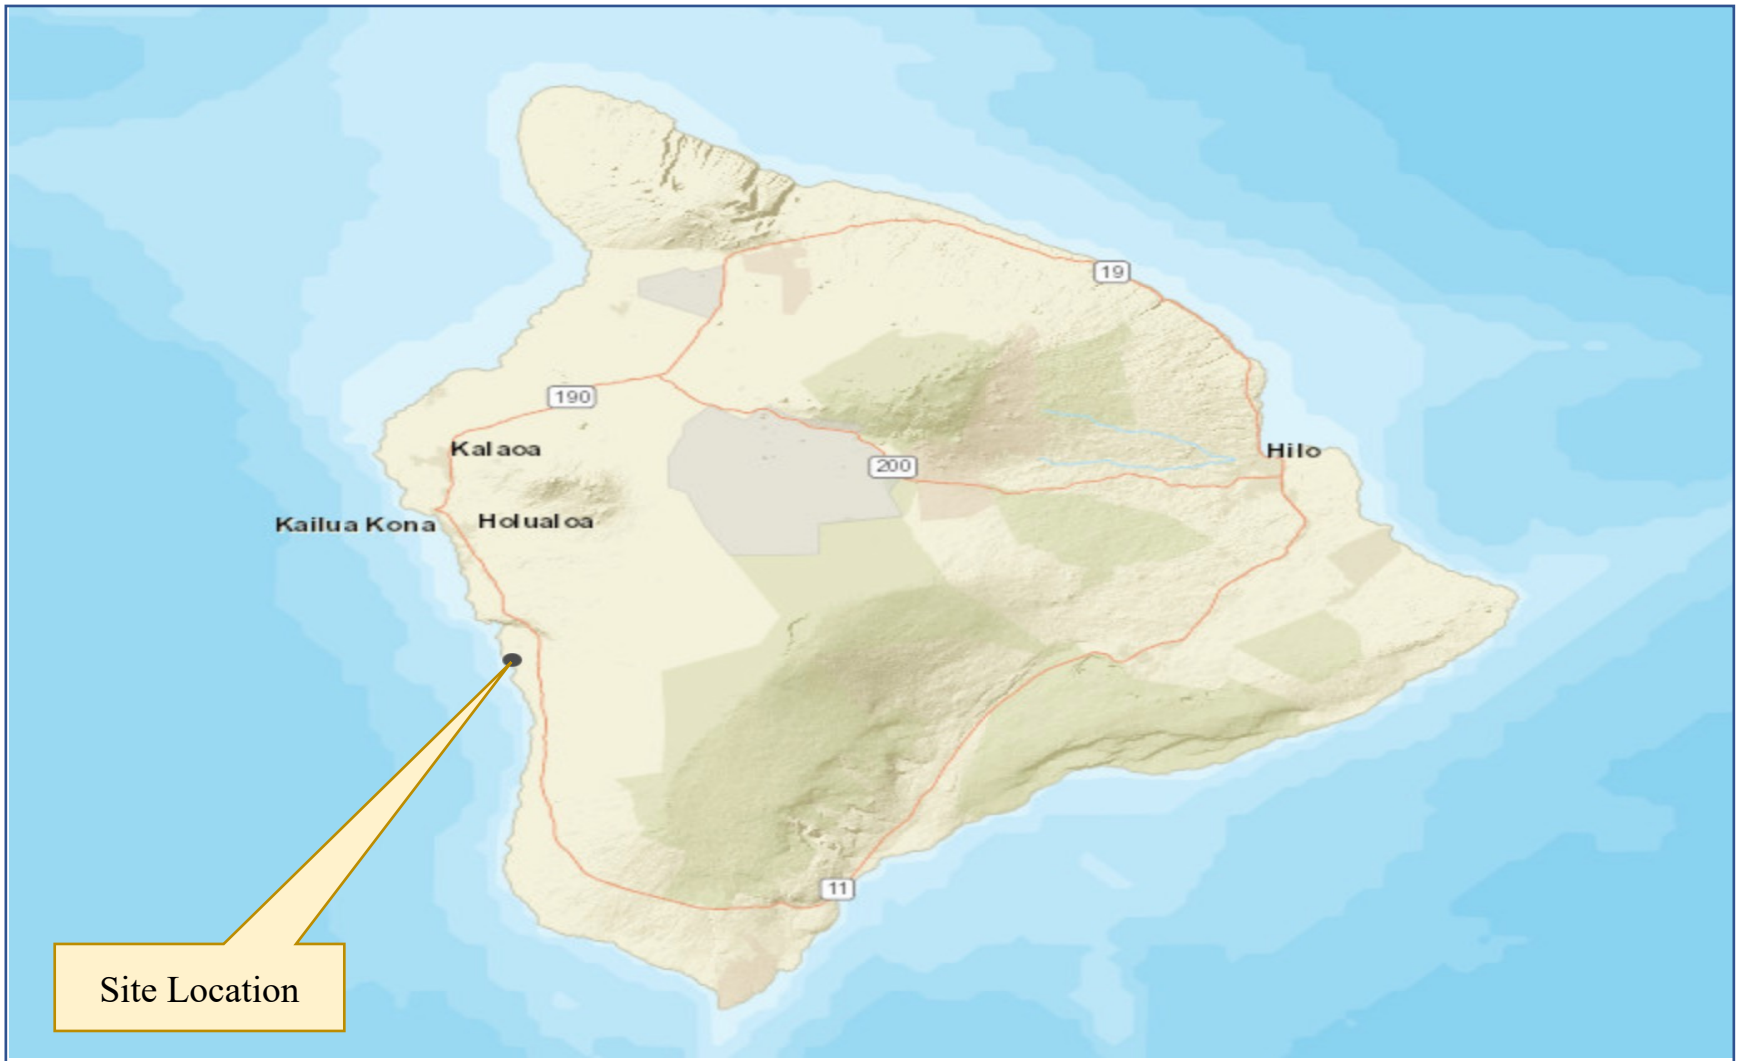 19
190
Kalaoa
Hilo
200
Kailua Kona
Holualoa
11
Site Location